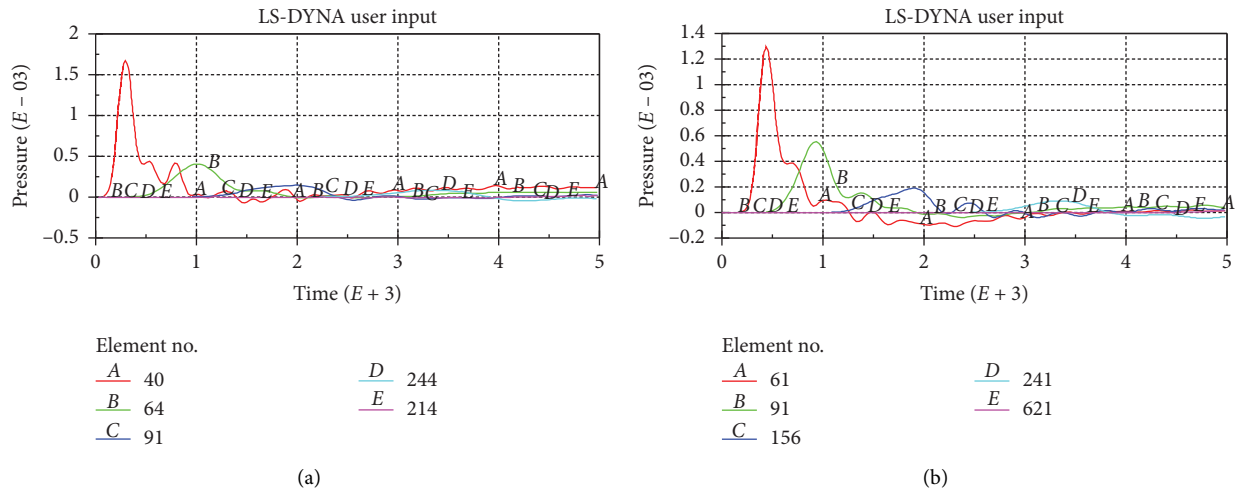 LS-DYNA user input
2
1.5
1
0.5
0
–0.5
Pressure (E – 03)
B C D E A C D E A B D E A B C D E A B C D E A
B
0 1 2 3 4 5
Time (E + 3)
Element no.
A 40
B 64
C 91
D 244
E 214
(a)
LS-DYNA user input
1.4
1.2
1
0.8
0.6
0.4
0.2
0
–0.2
Pressure (E – 03)
B C D E A B C D E A B C D E A B C D E A B C D E A
0 1 2 3 4 5
Time (E + 3)
Element no.
A 61
B 91
C 156
D 241
E 621
(b)